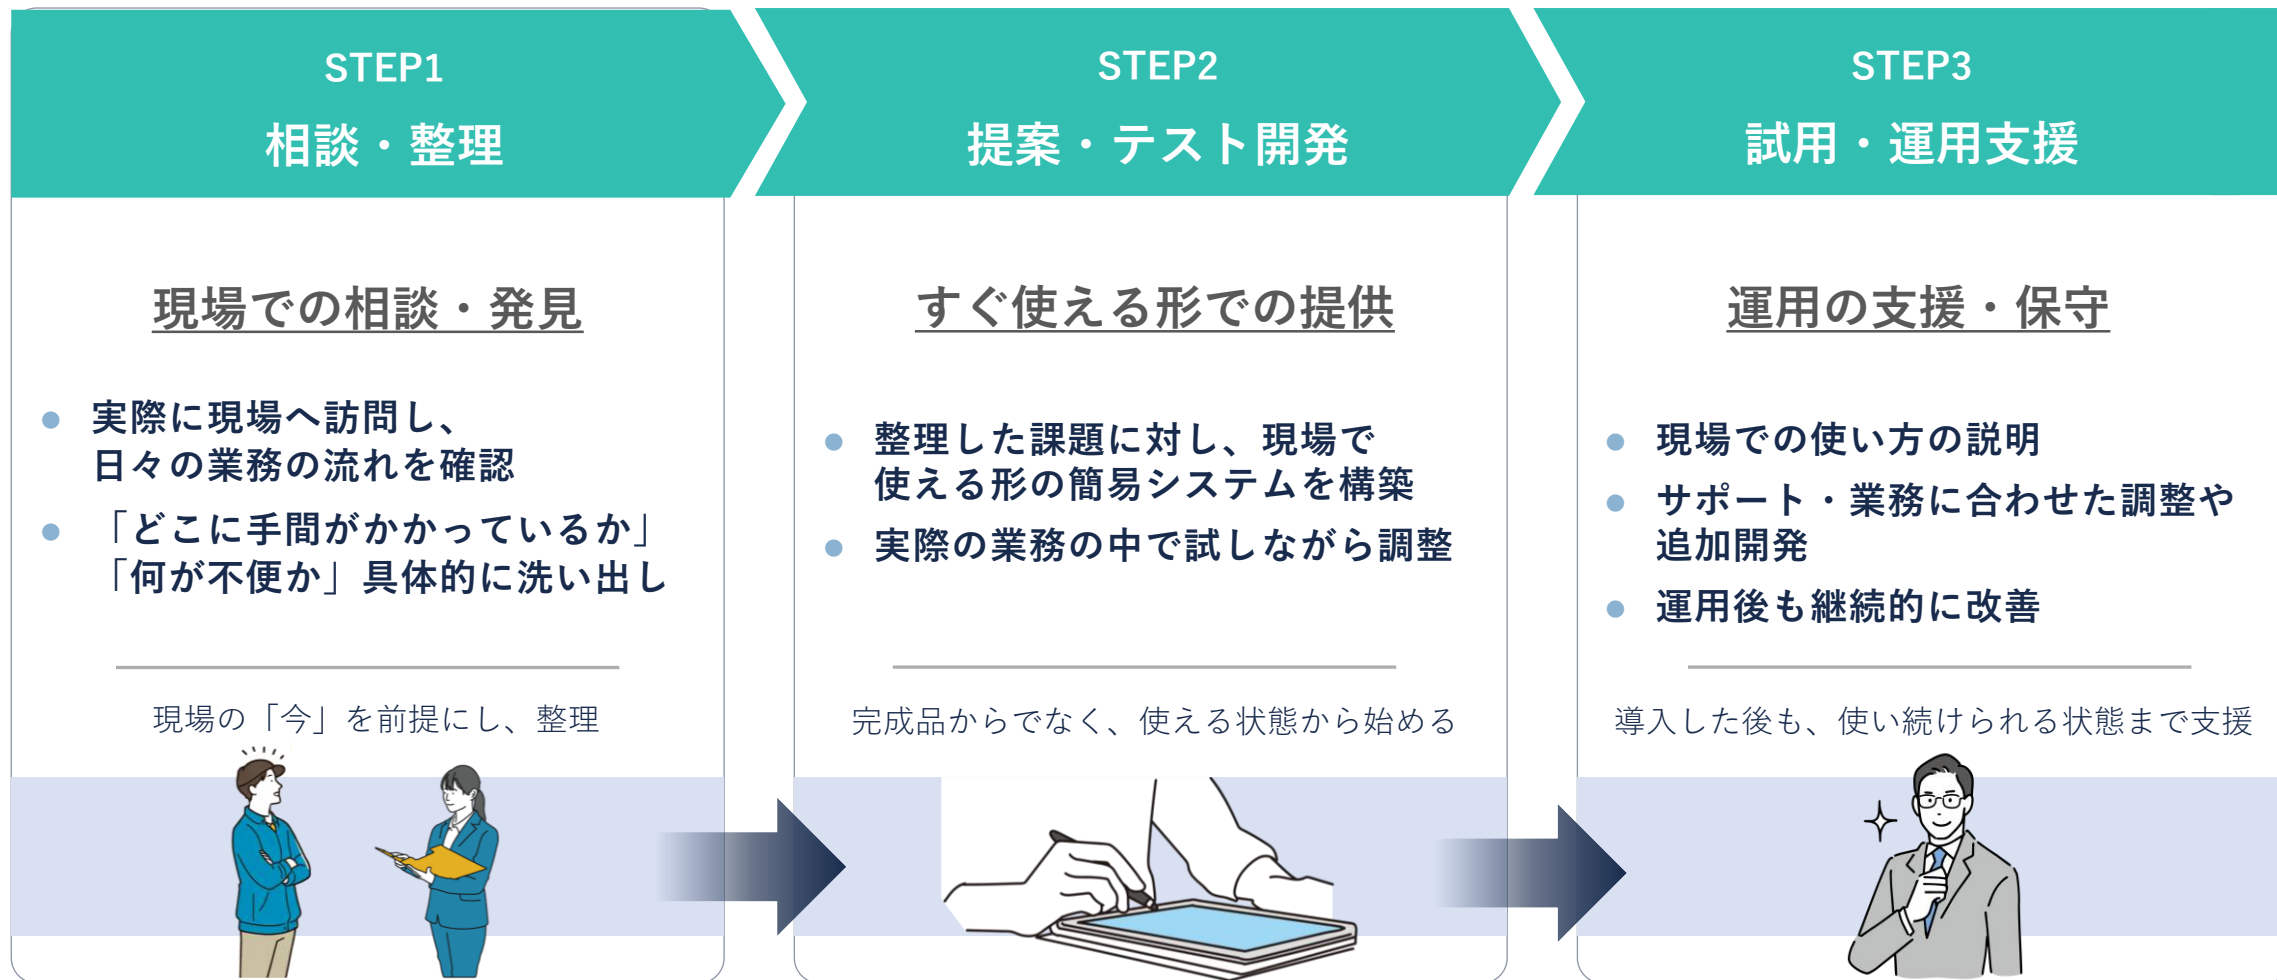 STEP1
相談・整理
現場での相談・発見
● 実際に現場へ訪問し、
日々の業務の流れを確認
● 「どこに手間がかかっているか」
「何が不便か」具体的に洗い出し
現場の「今」を前提にし、整理
STEP2
提案・テスト開発
すぐ使える形での提供
● 整理した課題に対し、現場で
使える形の簡易システムを構築
● 実際の業務の中で試しながら調整
完成品からでなく、使える状態から始める
STEP3
試用・運用支援
運用の支援・保守
● 現場での使い方の説明
● サポート・業務に合わせた調整や
追加開発
● 運用後も継続的に改善
導入した後も、使い続けられる状態まで支援